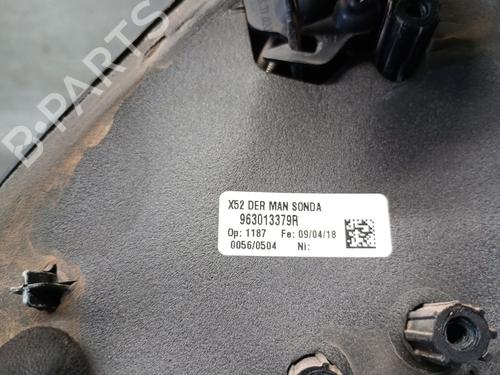 B-PARTS
X52 DER MAN SONDA
963013379R
Op: 1187 Fe: 09/04/18
0056/0504 Ni: